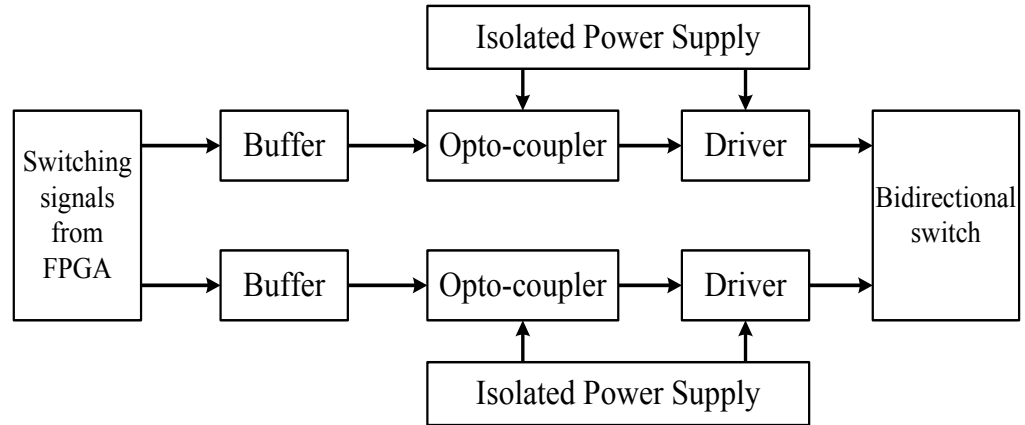 Isolated Power Supply
Switching
signals
from
FPGA
Buffer
Opto-coupler
Driver
Bidirectional
switch
Buffer
Opto-coupler
Driver
Isolated Power Supply